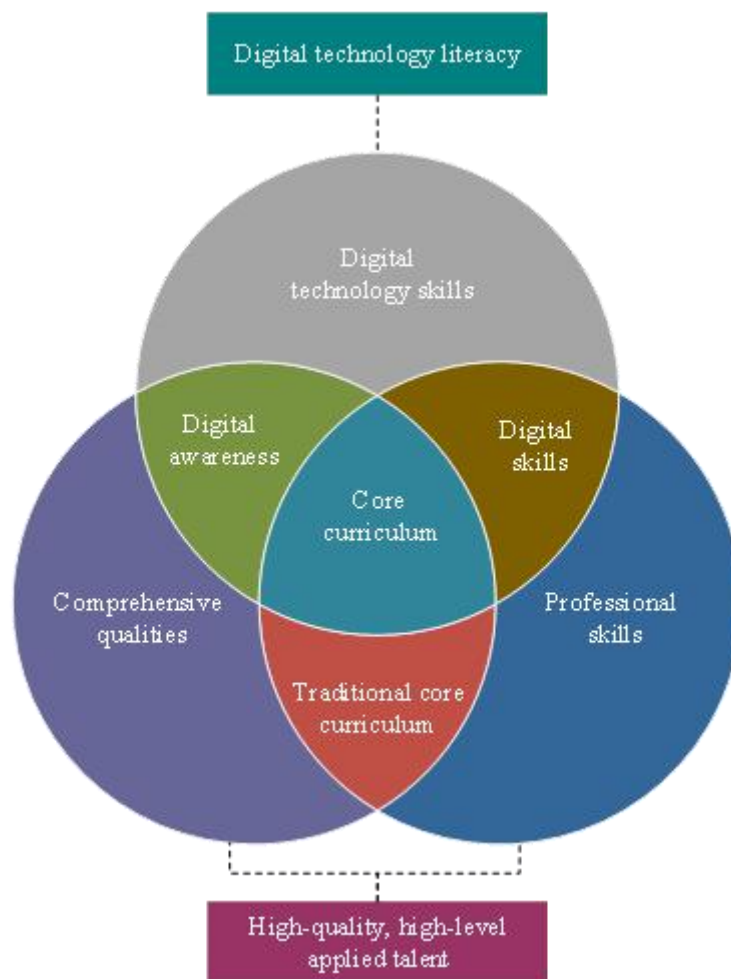 Digital technology literacy
Digital
technology skills
Digital
awareness
Digital
skills
Core
curriculum
Comprehensive
qualities
Professional
skills
Traditional core
curriculum
High-quality, high-level
applied talent